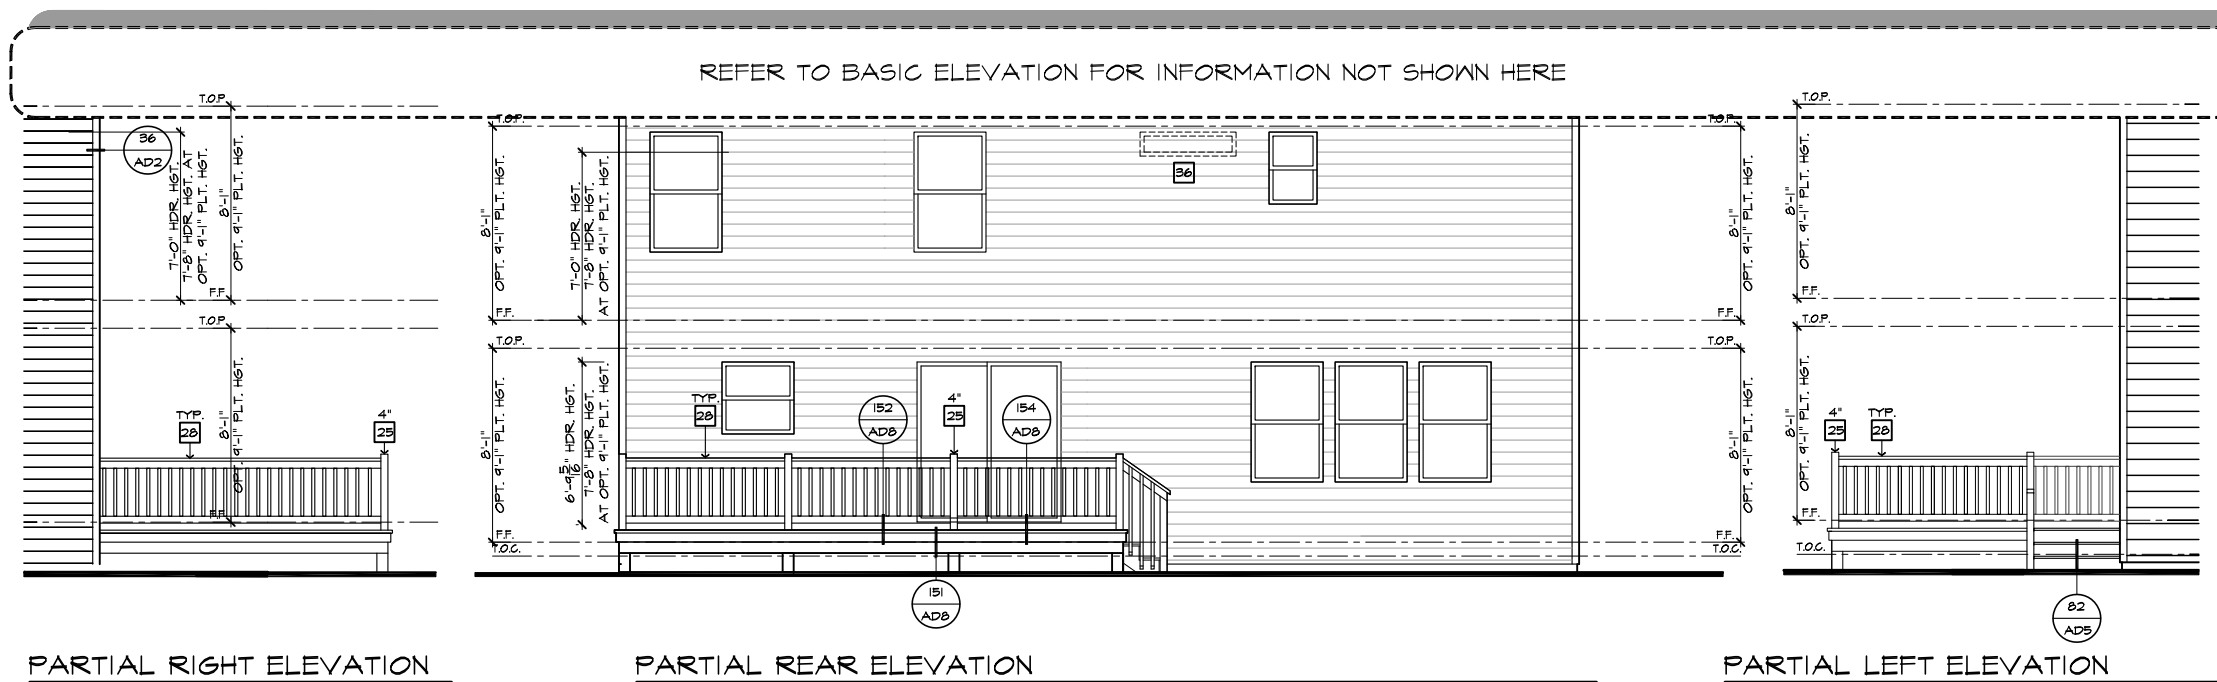 REFER TO BASIC ELEVATION FOR INFORMATION NOT SHOWN HERE
T.O.P.
36
AD2
7'-0" HDR. HGT.
7'-8" HDR. HGT. AT
OPT. 9'-1" PLT. HGT.
8'-1"
OPT. 9'-1" PLT. HGT.
F.F.
T.O.P.
8'-1"
OPT. 9'-1" PLT. HGT.
TYP.
28
4"
25
F.F.
PARTIAL RIGHT ELEVATION
T.O.P.
8'-1"
OPT. 9'-1" PLT. HGT.
7'-0" HDR. HGT.
7'-8" HDR. HGT.
AT OPT. 9'-1" PLT. HGT.
F.F.
T.O.P.
8'-1"
OPT. 9'-1" PLT. HGT.
6'-9 5/16" HDR. HGT.
7'-8" HDR. HGT.
AT OPT. 9'-1" PLT. HGT.
F.F.
T.O.C.
36
TYP.
28
152
AD8
4"
25
154
AD8
151
AD8
T.O.P.
8'-1"
OPT. 9'-1" PLT. HGT.
F.F.
T.O.P.
8'-1"
OPT. 9'-1" PLT. HGT.
F.F.
T.O.C.
PARTIAL REAR ELEVATION
T.O.P.
8'-1"
OPT. 9'-1" PLT. HGT.
F.F.
T.O.P.
8'-1"
OPT. 9'-1" PLT. HGT.
4"
25
TYP.
28
F.F.
T.O.C.
82
AD5
PARTIAL LEFT ELEVATION